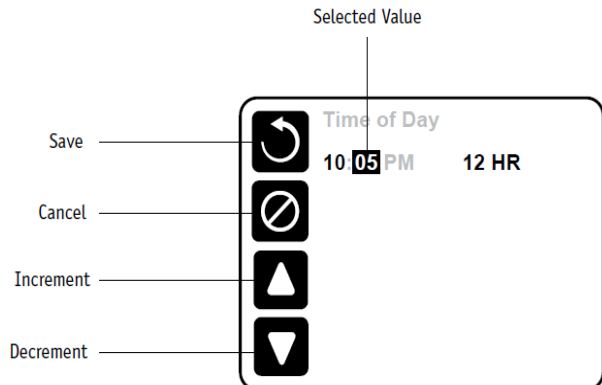 Selected Value
Time of Day
Save
10:05 PM 12 HR
Cancel
Increment
Decrement